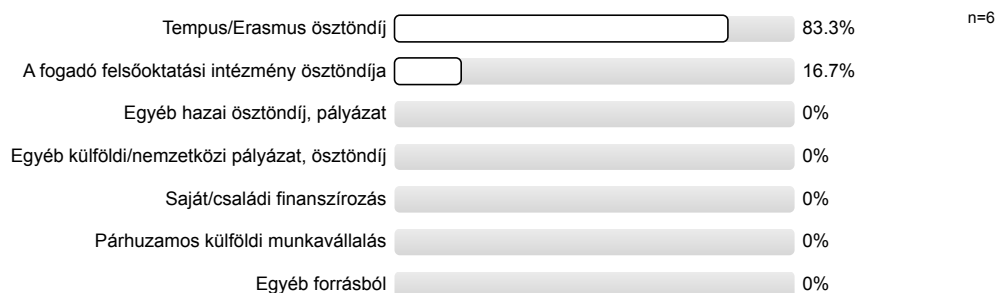 Tempus/Erasmus ösztöndíj 83.3% n=6
A fogadó felsőoktatási intézmény ösztöndíja 16.7%
Egyéb hazai ösztöndíj, pályázat 0%
Egyéb külföldi/nemzetközi pályázat, ösztöndíj 0%
Saját/családi finanszírozás 0%
Párhuzamos külföldi munkavállalás 0%
Egyéb forrásból 0%